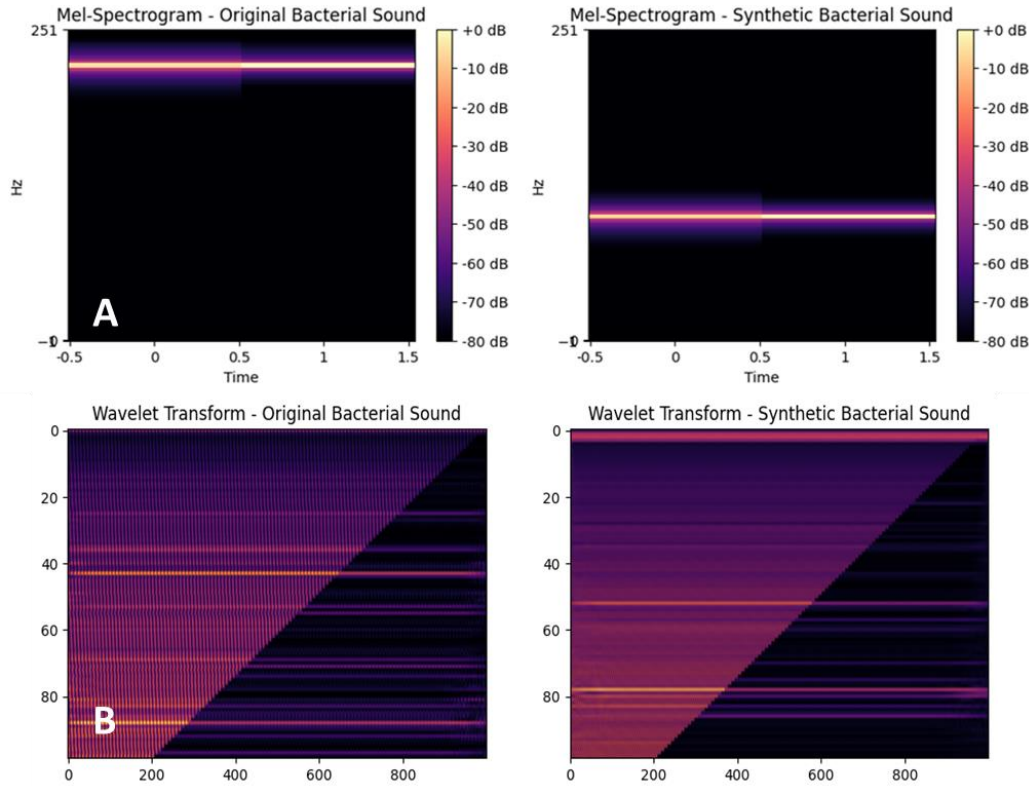 Mel-Spectrogram - Original Bacterial Sound
251
Hz
A
-0.5 0 0.5 1 1.5
Time
+0 dB
-10 dB
-20 dB
-30 dB
-40 dB
-50 dB
-60 dB
-70 dB
-80 dB
Mel-Spectrogram - Synthetic Bacterial Sound
251
Hz
-0.5 0 0.5 1 1.5
Time
+0 dB
-10 dB
-20 dB
-30 dB
-40 dB
-50 dB
-60 dB
-70 dB
-80 dB
Wavelet Transform - Original Bacterial Sound
0
20
40
60
80
B
0 200 400 600 800
Wavelet Transform - Synthetic Bacterial Sound
0
20
40
60
80
0 200 400 600 800